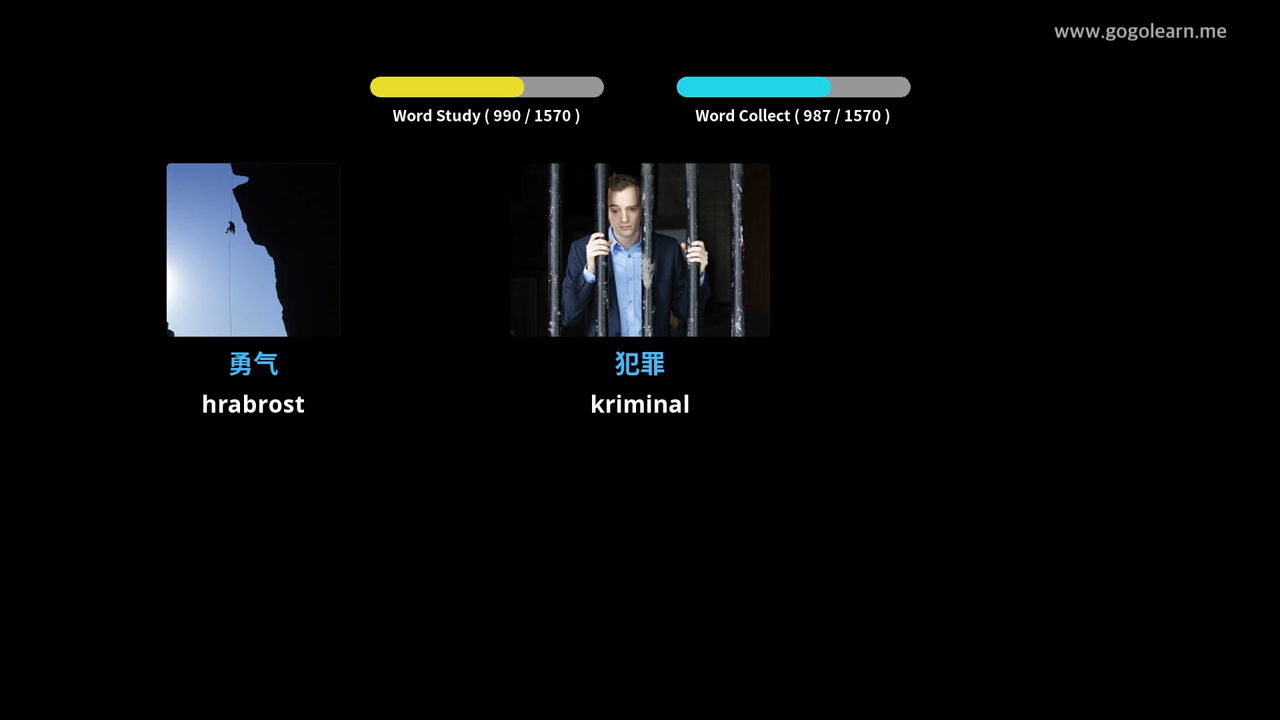 www.gogolearn.me
Word Study ( 990 / 1570 )
Word Collect ( 987 / 1570 )
勇气
hrabrost
犯罪
kriminal